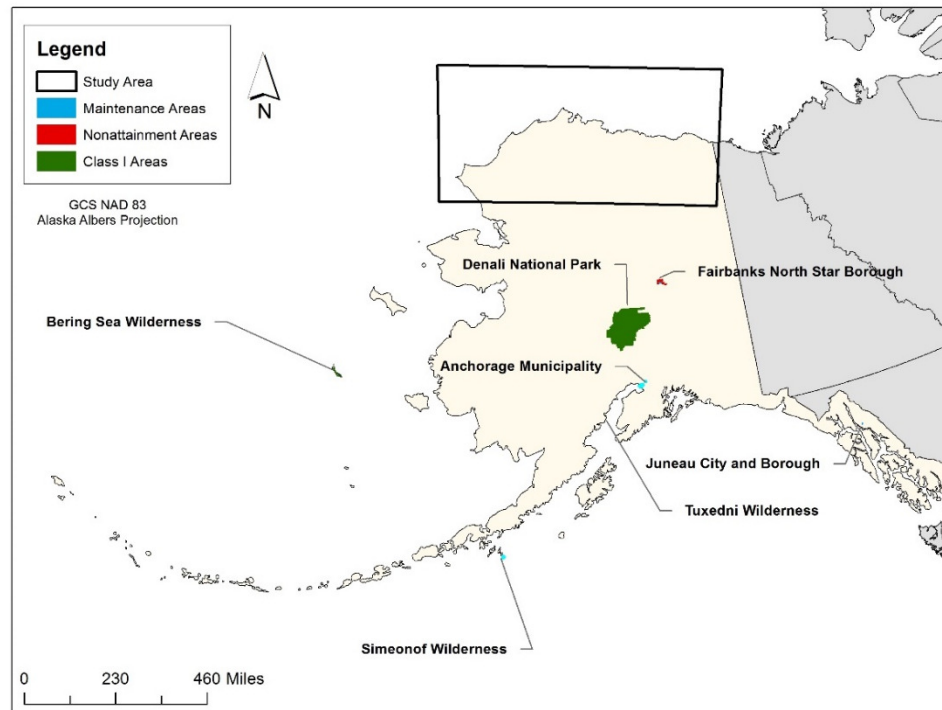 Legend
Study Area
Maintenance Areas
Nonattainment Areas
Class I Areas
N
GCS NAD 83
Alaska Albers Projection
Denali National Park
Fairbanks North Star Borough
Bering Sea Wilderness
Anchorage Municipality
Juneau City and Borough
Tuxedni Wilderness
Simeonof Wilderness
0 230 460 Miles